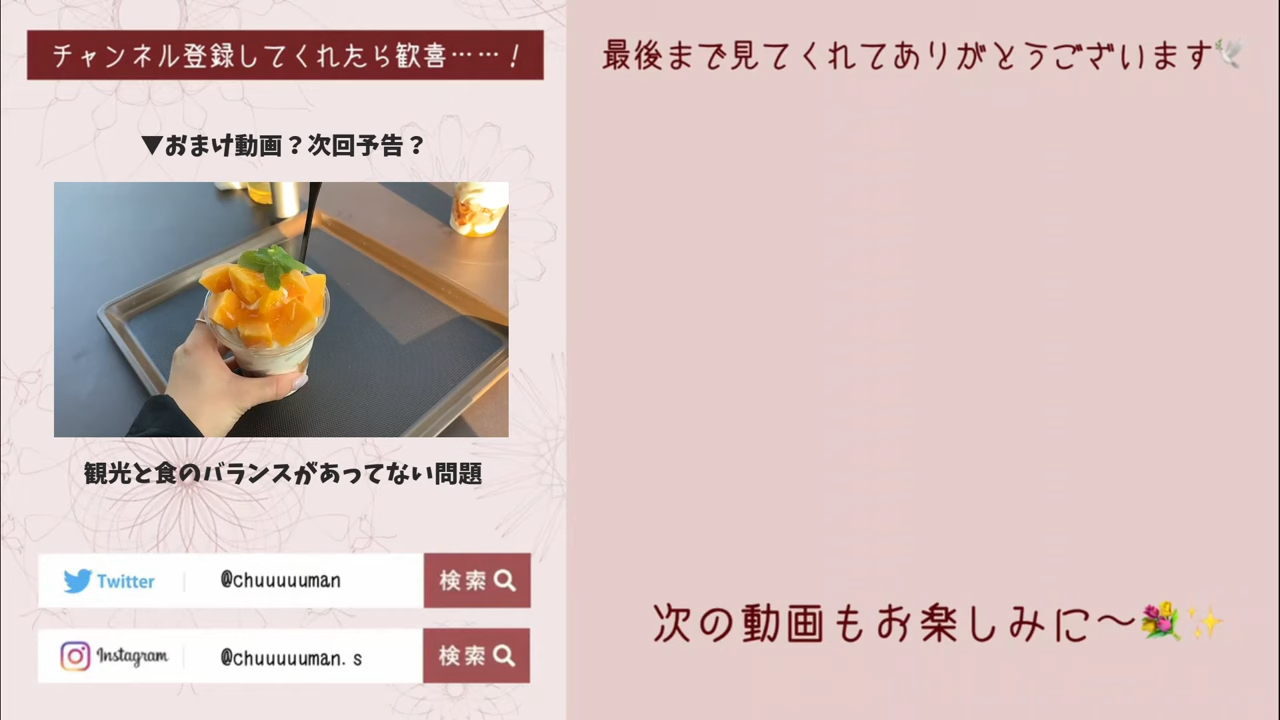 チャンネル登録してくれたら歓喜……！
▼おまけ動画？次回予告？
観光と食のバランスがあってない問題
Twitter @chuuuuuman 検索
Instagram @chuuuuuman.s 検索
最後まで見てくれてありがとうございます🕊
次の動画もお楽しみに〜💐✨